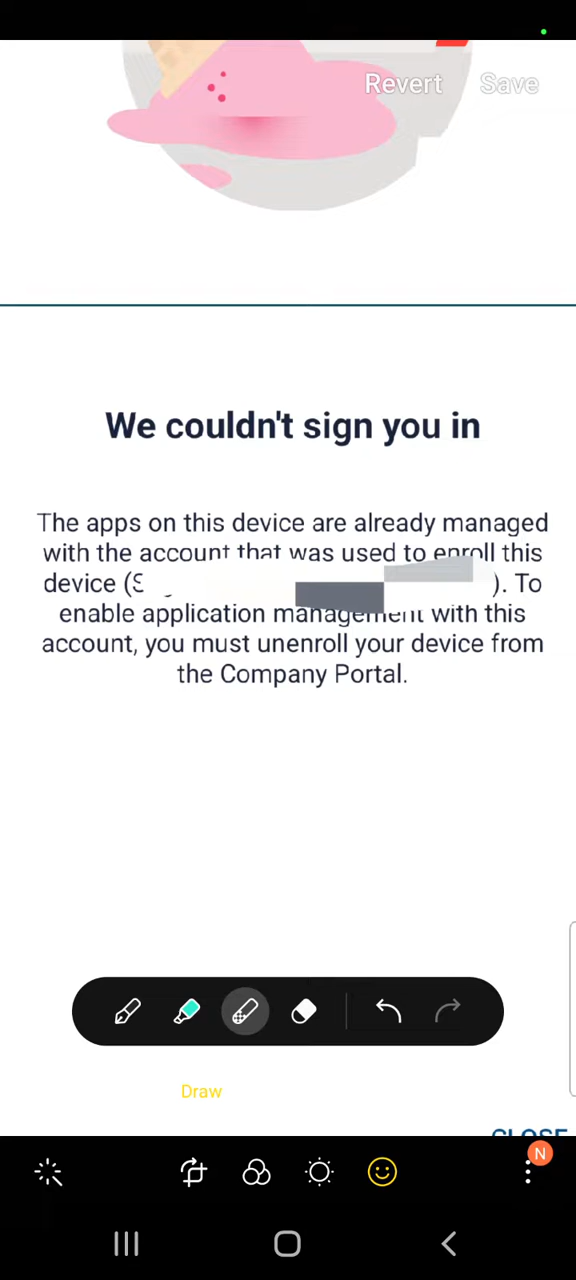 Revert Save
We couldn't sign you in
The apps on this device are already managed
with the account that was used to enroll this
device (S ). To
enable application management with this
account, you must unenroll your device from
the Company Portal.
Draw
CLOSE
N